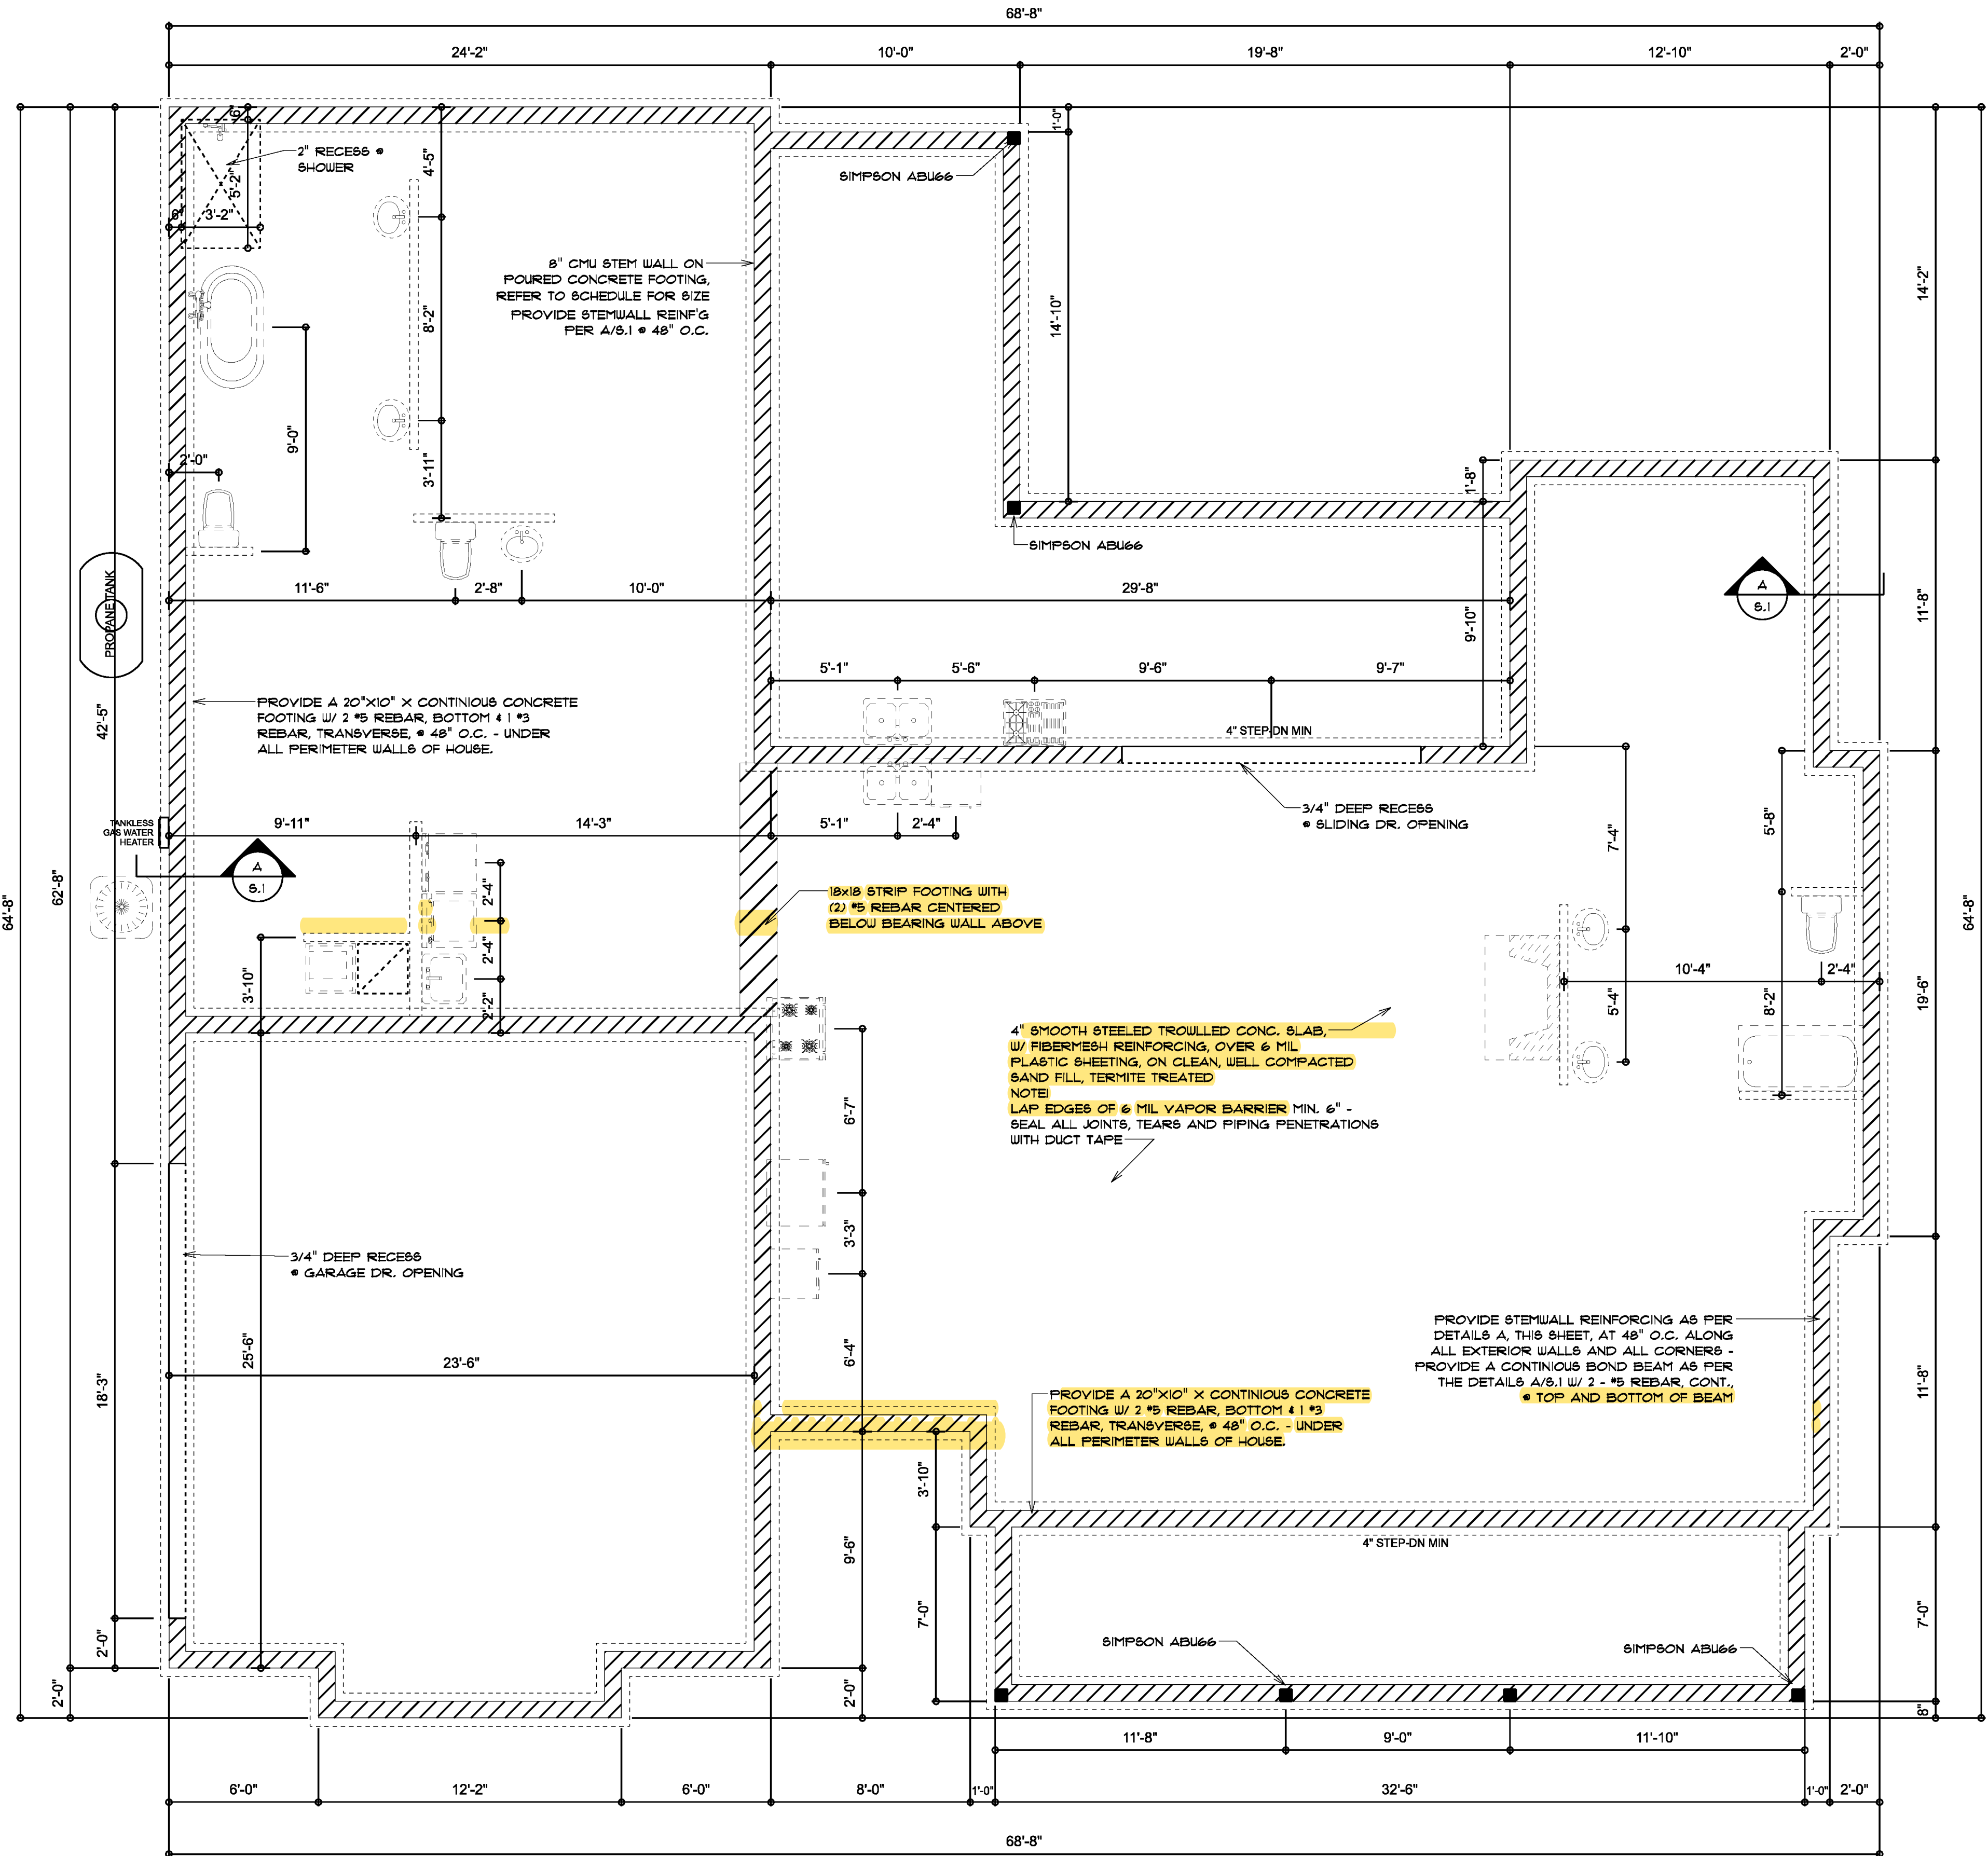 68'-8"
24'-2"
10'-0"
19'-8"
12'-10"
2'-0"
6"
1'-0"
2" RECESS @
SHOWER
4'-5"
5'-2"
6"
3'-2"
SIMPSON ABU66
8" CMU STEM WALL ON
POURED CONCRETE FOOTING,
REFER TO SCHEDULE FOR SIZE
PROVIDE STEMWALL REINF'G
PER A/S.1 @ 48" O.C.
8'-2"
14'-10"
14'-2"
9'-0"
3'-11"
2'-0"
1'-8"
SIMPSON ABU66
PROPANE TANK
11'-6"
2'-8"
10'-0"
29'-8"
9'-10"
A
S.1
11'-8"
5'-1"
5'-6"
9'-6"
9'-7"
PROVIDE A 20"X10" X CONTINIOUS CONCRETE
FOOTING W/ 2 #5 REBAR, BOTTOM & 1 #3
REBAR, TRANSVERSE, @ 48" O.C. - UNDER
ALL PERIMETER WALLS OF HOUSE.
42'-5"
4" STEP-DN MIN
3/4" DEEP RECESS
@ SLIDING DR. OPENING
TANKLESS
GAS WATER
HEATER
9'-11"
14'-3"
5'-1"
2'-4"
7'-4"
5'-8"
A
S.1
64'-8"
62'-8"
2'-4"
18x18 STRIP FOOTING WITH
(2) #5 REBAR CENTERED
BELOW BEARING WALL ABOVE
64'-8"
2'-4"
3'-10"
2'-2"
10'-4"
2'-4"
5'-4"
8'-2"
19'-6"
4" SMOOTH STEELED TROWLLED CONC. SLAB,
W/ FIBERMESH REINFORCING, OVER 6 MIL
PLASTIC SHEETING, ON CLEAN, WELL COMPACTED
SAND FILL, TERMITE TREATED
NOTE!
LAP EDGES OF 6 MIL VAPOR BARRIER MIN. 6" -
SEAL ALL JOINTS, TEARS AND PIPING PENETRATIONS
WITH DUCT TAPE
6'-7"
3'-3"
3/4" DEEP RECESS
@ GARAGE DR. OPENING
25'-6"
23'-6"
6'-4"
18'-3"
PROVIDE STEMWALL REINFORCING AS PER
DETAILS A, THIS SHEET, AT 48" O.C. ALONG
ALL EXTERIOR WALLS AND ALL CORNERS -
PROVIDE A CONTINIOUS BOND BEAM AS PER
THE DETAILS A/S.1 W/ 2 - #5 REBAR, CONT.,
@ TOP AND BOTTOM OF BEAM
11'-8"
PROVIDE A 20"X10" X CONTINIOUS CONCRETE
FOOTING W/ 2 #5 REBAR, BOTTOM & 1 #3
REBAR, TRANSVERSE, @ 48" O.C. - UNDER
ALL PERIMETER WALLS OF HOUSE.
3'-10"
9'-6"
4" STEP-DN MIN
7'-0"
7'-0"
2'-0"
SIMPSON ABU66
SIMPSON ABU66
2'-0"
2'-0"
8"
11'-8"
9'-0"
11'-10"
6'-0"
12'-2"
6'-0"
8'-0"
1'-0"
32'-6"
1'-0"
2'-0"
68'-8"